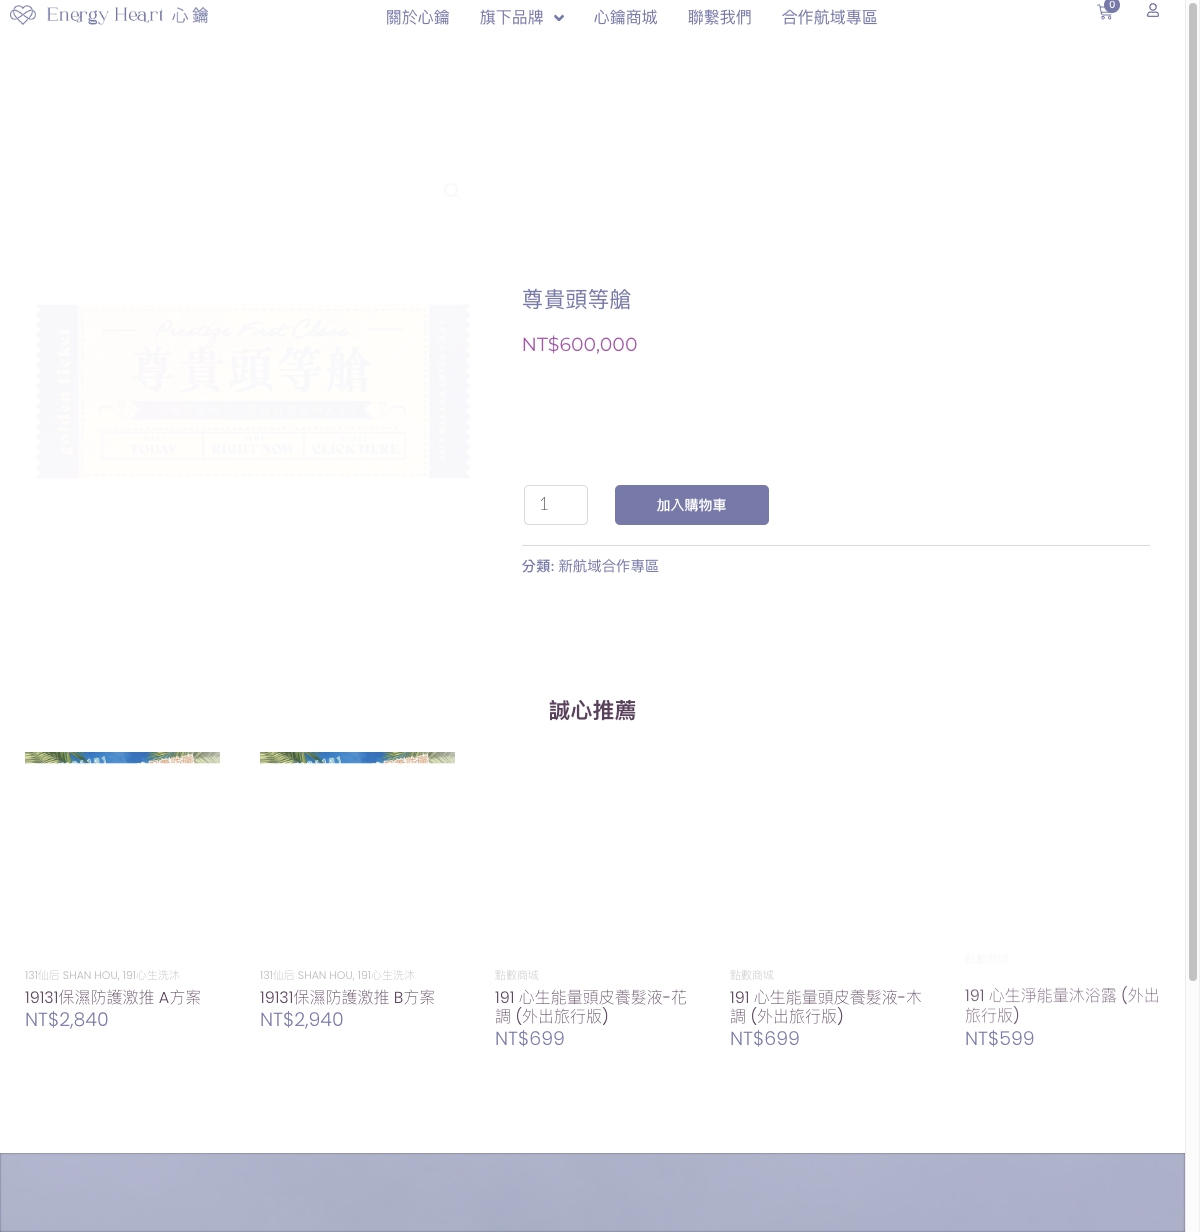 Energy Heart 心鑰
關於心鑰
旗下品牌
心鑰商城
聯繫我們
合作航域專區
0
尊貴頭等艙
NT$600,000
Prestige First Class
尊貴頭等艙
golden ticket
TODAY
RIGHT NOW
CLICK HERE
1
加入購物車
分類: 新航域合作專區
誠心推薦
131仙后 SHAN HOU, 191心生洗沐
19131保濕防護激推 A方案
NT$2,840
131仙后 SHAN HOU, 191心生洗沐
19131保濕防護激推 B方案
NT$2,940
點數商城
191 心生能量頭皮養髮液-花
調 (外出旅行版)
NT$699
點數商城
191 心生能量頭皮養髮液-木
調 (外出旅行版)
NT$699
點數商城
191 心生淨能量沐浴露 (外出
旅行版)
NT$599